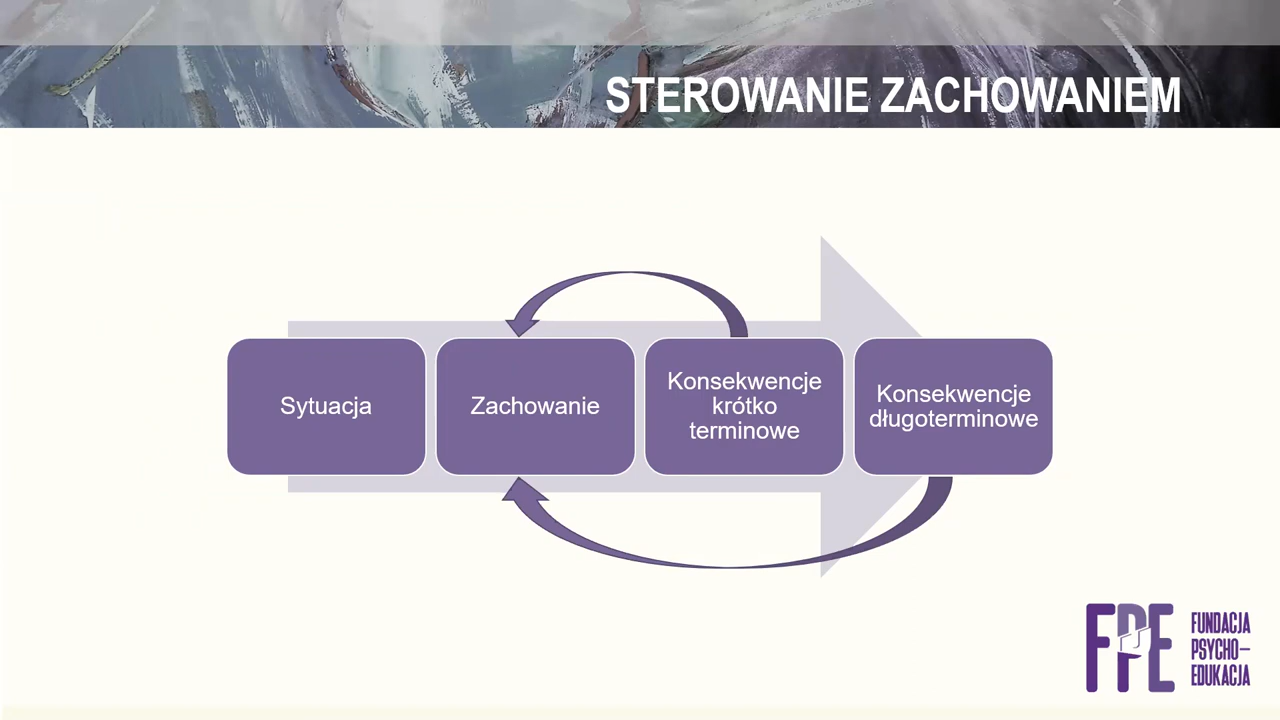 STEROWANIE ZACHOWANIEM
Sytuacja
Zachowanie
Konsekwencje
krótko
terminowe
Konsekwencje
długoterminowe
FPE
FUNDACJA
PSYCHO–
EDUKACJA